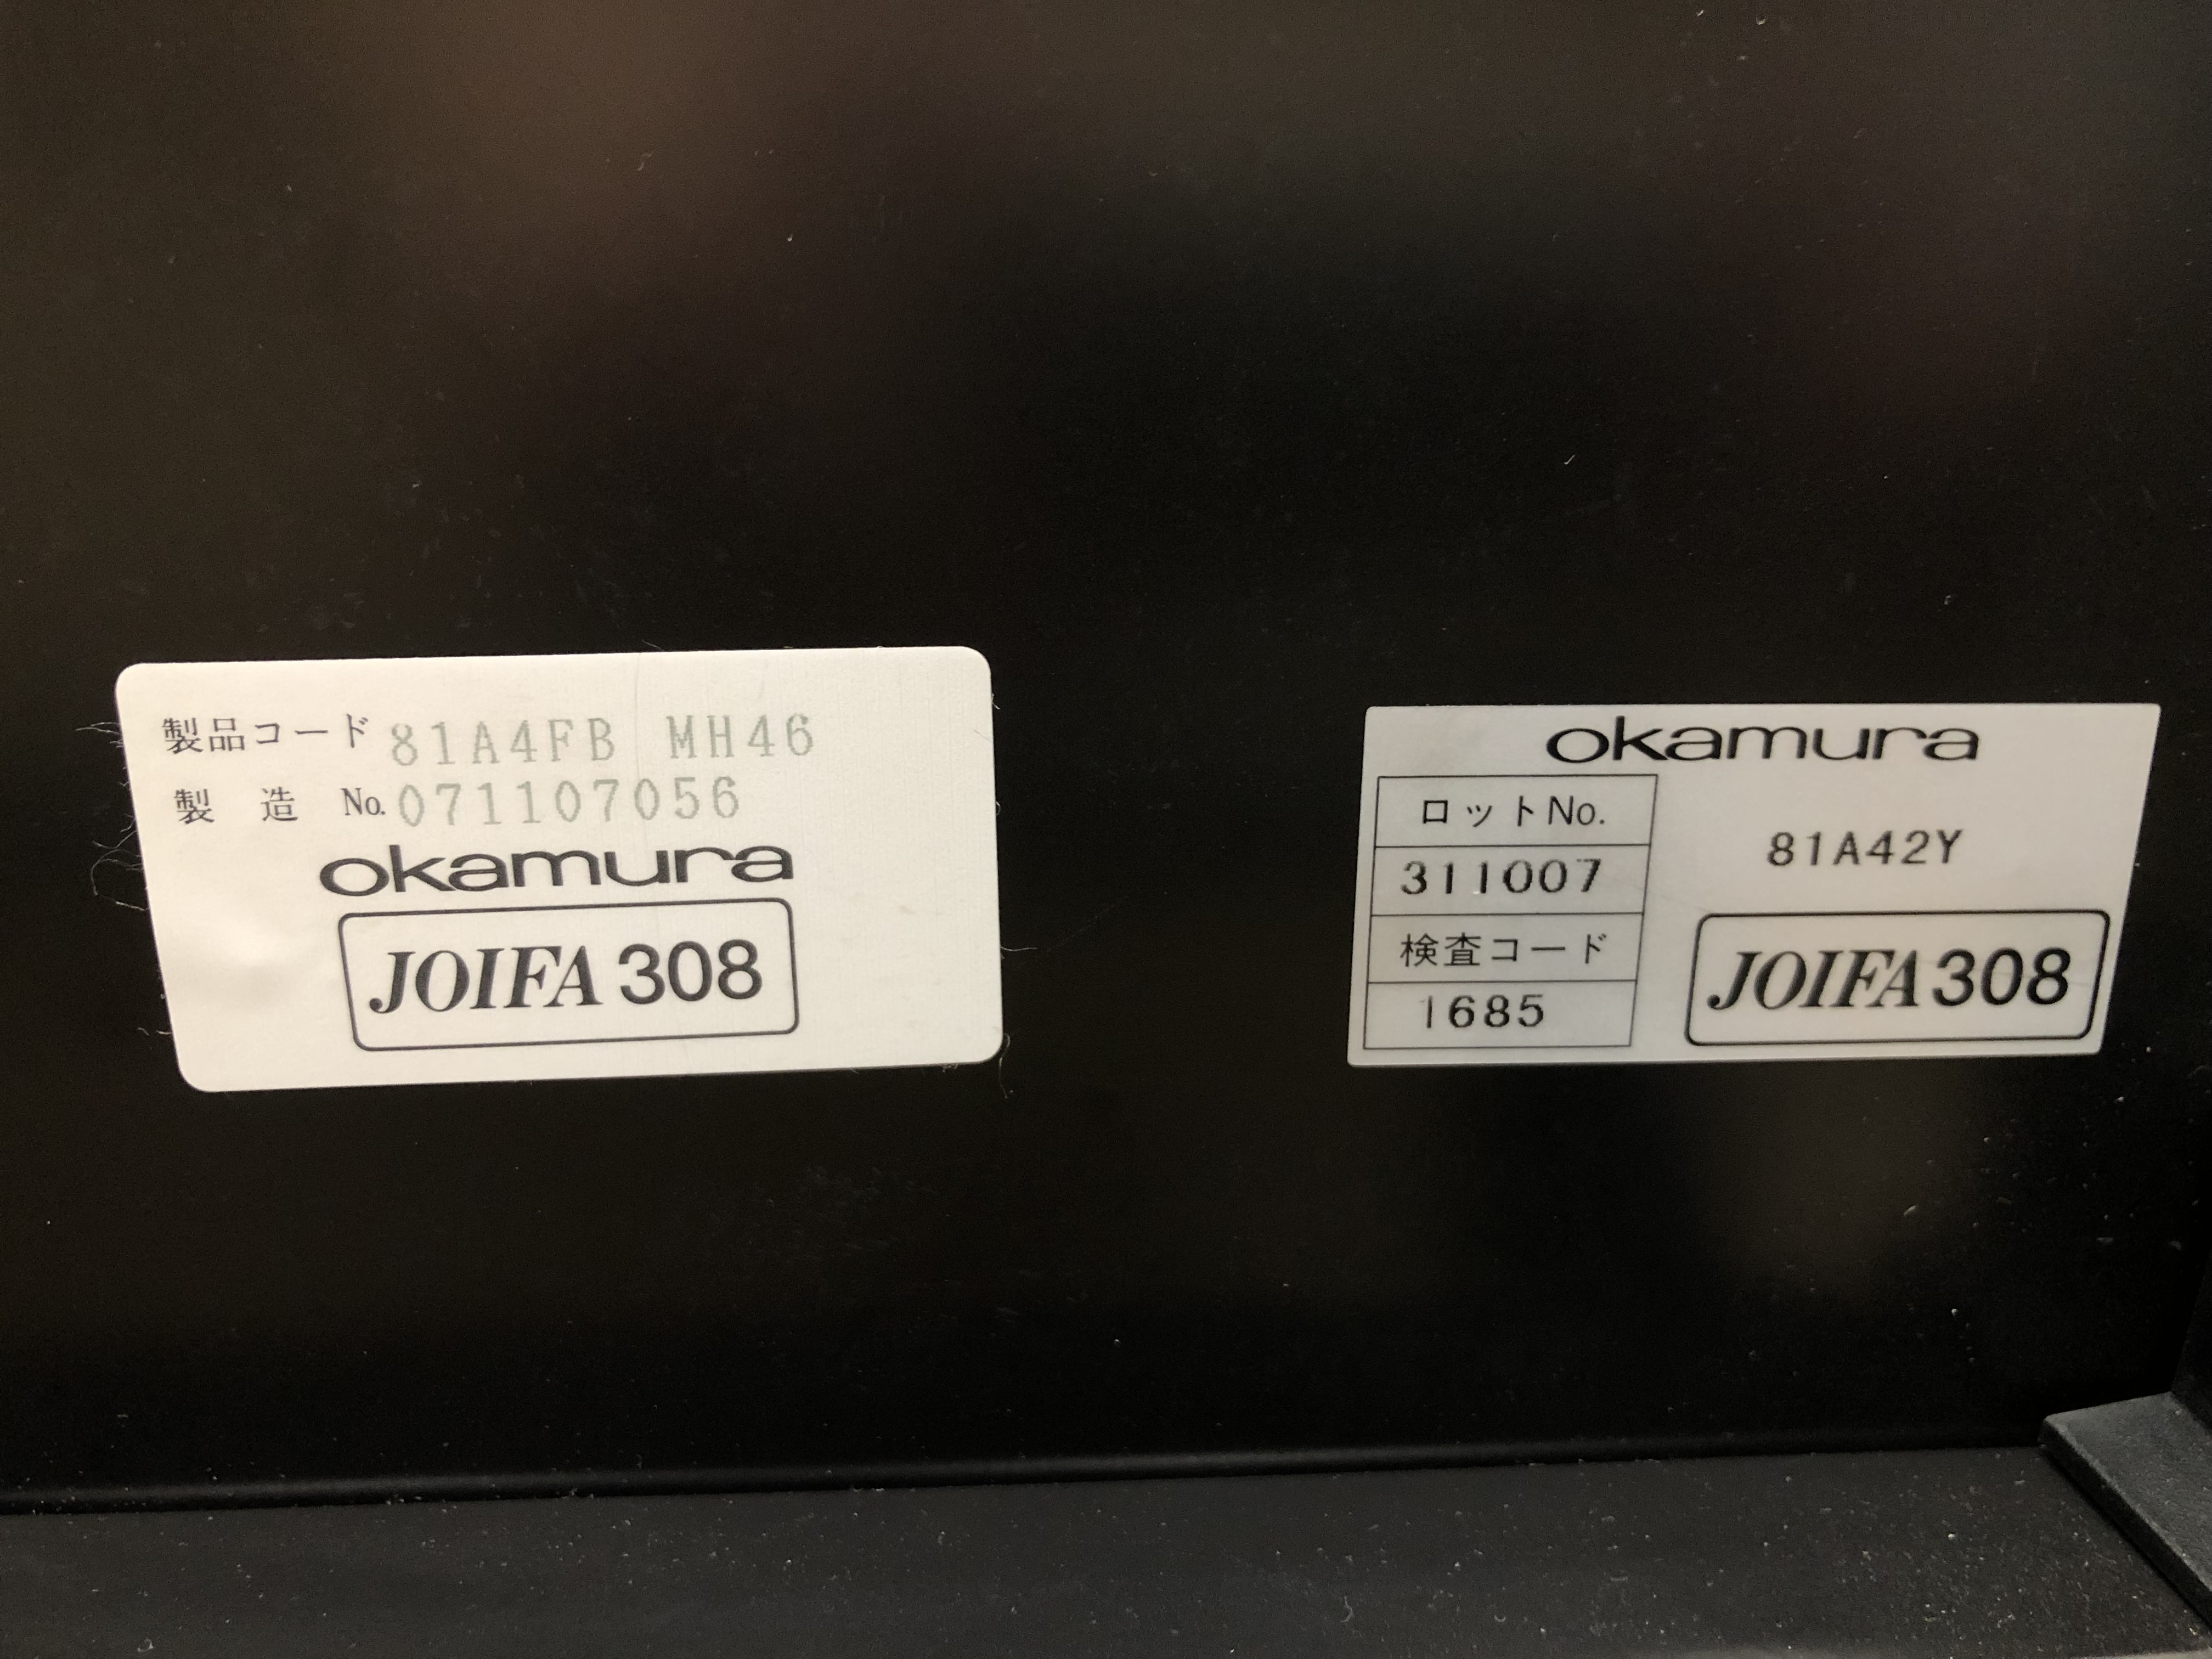 製品コード 81A4FB MH46
製 造 No. 071107056
okamura
JOIFA 308
okamura
ロットNo.
311007
検査コード
1685
81A42Y
JOIFA 308